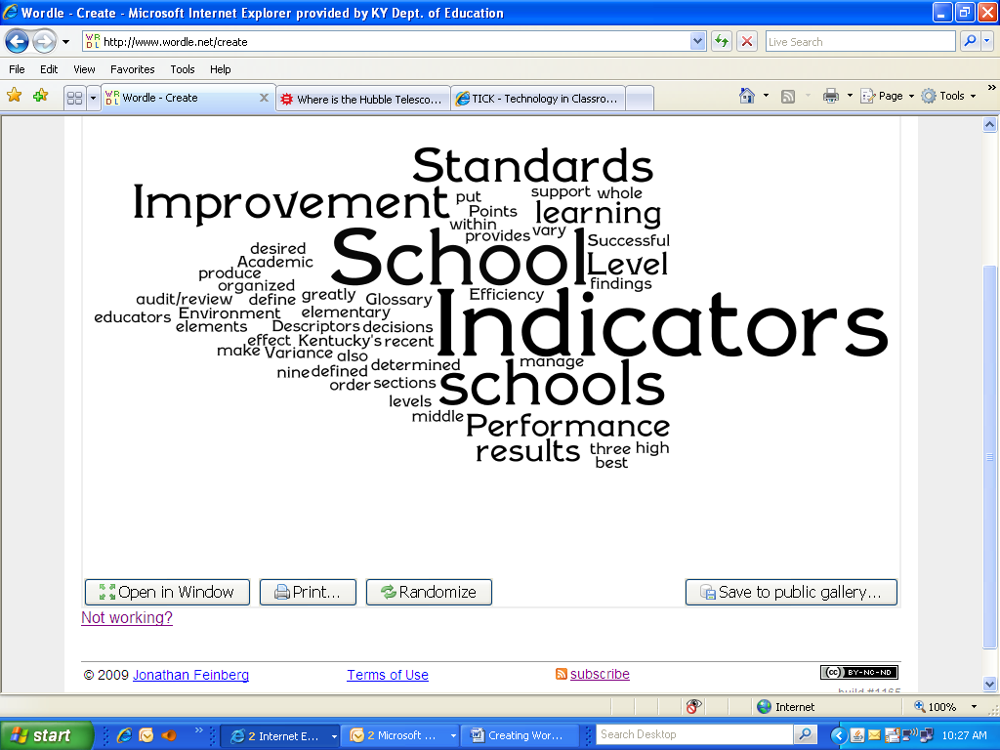 Wordle - Create - Microsoft Internet Explorer provided by KY Dept. of Education
http://www.wordle.net/create
Live Search
File Edit View Favorites Tools Help
Wordle - Create
Where is the Hubble Telesco...
TICK - Technology in Classro...
Page
Tools
Standards
Improvement put support whole
Points learning
within
provides vary
School Successful
desired
Academic Level
produce
organized findings
audit/review define greatly Glossary Efficiency
educators Environment elementary Indicators
elements Descriptors decisions
effect Kentucky's recent
make Variance also
determined manage
nine defined schools
order sections
levels
middle Performance
results three high
best
Open in Window Print... Randomize Save to public gallery...
Not working?
© 2009 Jonathan Feinberg Terms of Use subscribe (cc) BY-NC-ND
build #1165
Internet 100%
start 2 Internet E... 2 Microsoft ... Creating Wor... Search Desktop 10:27 AM